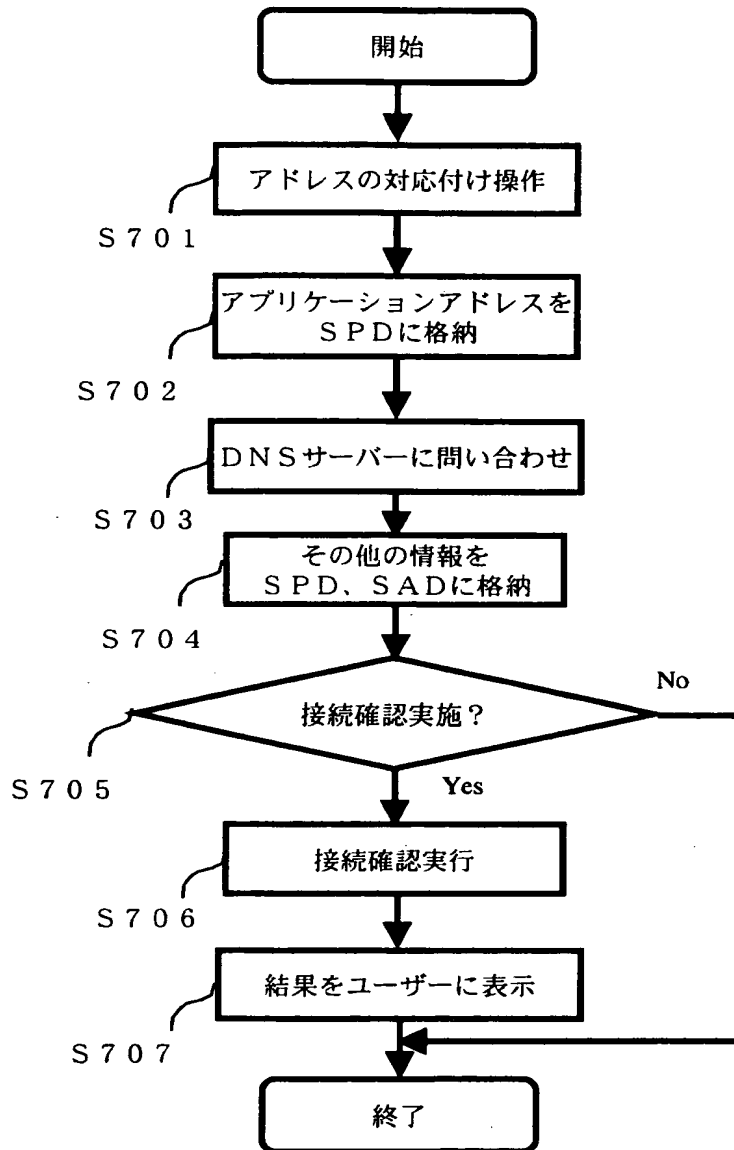 開始
アドレスの対応付け操作
Ｓ７０１
アプリケーションアドレスを
ＳＰＤに格納
Ｓ７０２
ＤＮＳサーバーに問い合わせ
Ｓ７０３
その他の情報を
ＳＰＤ、ＳＡＤに格納
Ｓ７０４
接続確認実施？
No
Ｓ７０５
Yes
接続確認実行
Ｓ７０６
結果をユーザーに表示
Ｓ７０７
終了